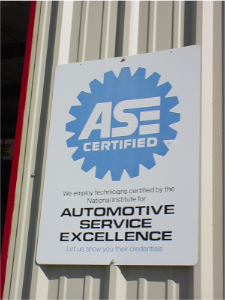 ASE
CERTIFIED
We employ technicians certified by the
National Institute for
AUTOMOTIVE
SERVICE
EXCELLENCE
Let us show you their credentials